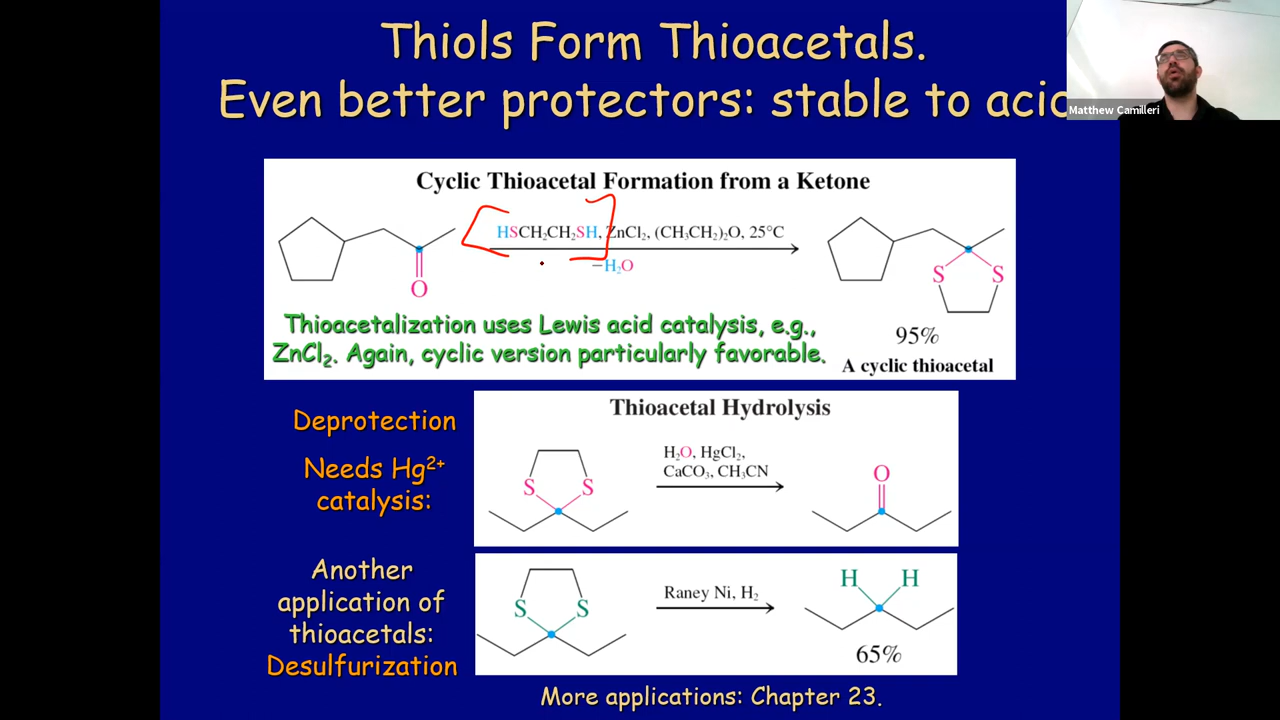 Thiols Form Thioacetals.
Even better protectors: stable to acid
Matthew Camilleri
Cyclic Thioacetal Formation from a Ketone
HSCH₂CH₂SH, ZnCl₂, (CH₃CH₂)₂O, 25°C
−H₂O
O
S S
Thioacetalization uses Lewis acid catalysis, e.g.,
ZnCl₂. Again, cyclic version particularly favorable.
95%
A cyclic thioacetal
Deprotection
Needs Hg²⁺
catalysis:
Thioacetal Hydrolysis
H₂O, HgCl₂,
CaCO₃, CH₃CN
S S
O
Another
application of
thioacetals:
Desulfurization
S S
Raney Ni, H₂
H H
65%
More applications: Chapter 23.